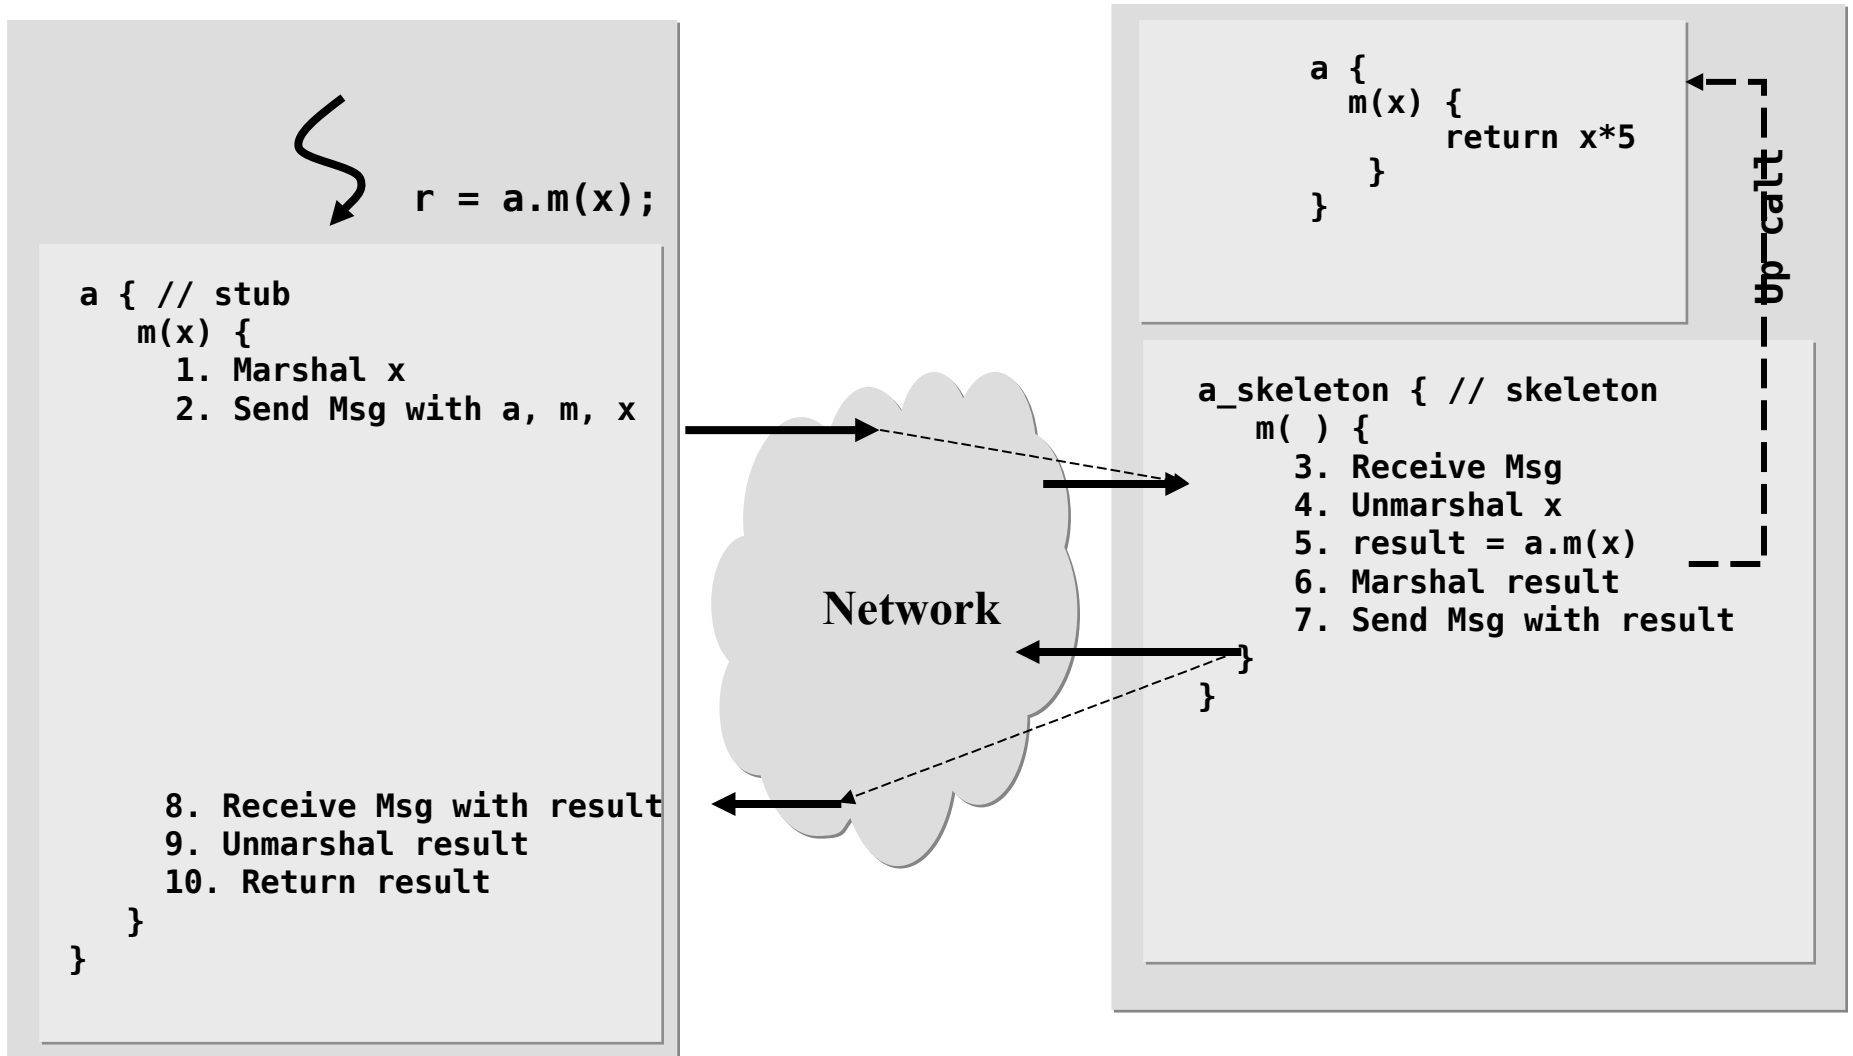 r = a.m(x);
a { // stub
m(x) {
1. Marshal x
2. Send Msg with a, m, x
8. Receive Msg with result
9. Unmarshal result
10. Return result
}
}
Network
a {
m(x) {
return x*5
}
}
Up call
a_skeleton { // skeleton
m( ) {
3. Receive Msg
4. Unmarshal x
5. result = a.m(x)
6. Marshal result
7. Send Msg with result
}
}